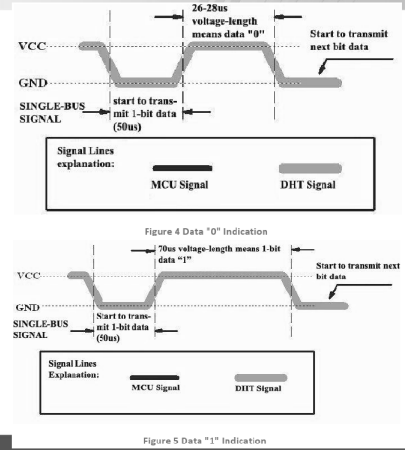 26-28us
voltage-length
means data "0"
Start to transmit
next bit data
VCC
GND
SINGLE-BUS
SIGNAL
start to trans-
mit 1-bit data
(50us)
Signal Lines
explanation:
MCU Signal
DHT Signal
Figure 4 Data "0" Indication
70us voltage-length means 1-bit
data "1"
Start to transmit next
bit data
VCC
GND
SINGLE-BUS
SIGNAL
Start to trans-
mit 1-bit data
(50us)
Signal Lines
Explanation:
MCU Signal
DHT Signal
Figure 5 Data "1" Indication